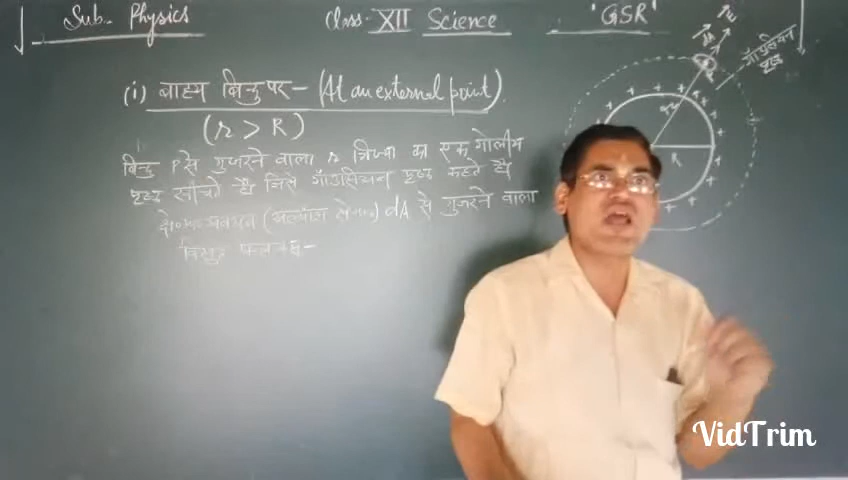 Sub- Physics
Class- XII Science
"GSR"
(i) बाह्य बिन्दु पर - (At an external point).
(r > R)
बिन्दु P से गुजरने वाला r त्रिज्या का एक गोलीय
पृष्ठ खींचते हैं जिसे गॉउसियन पृष्ठ कहते हैं
dA से गुजरने वाला
विद्युत फ्लक्स-
गॉउसियन
पृष्ठ
R
P
VidTrim